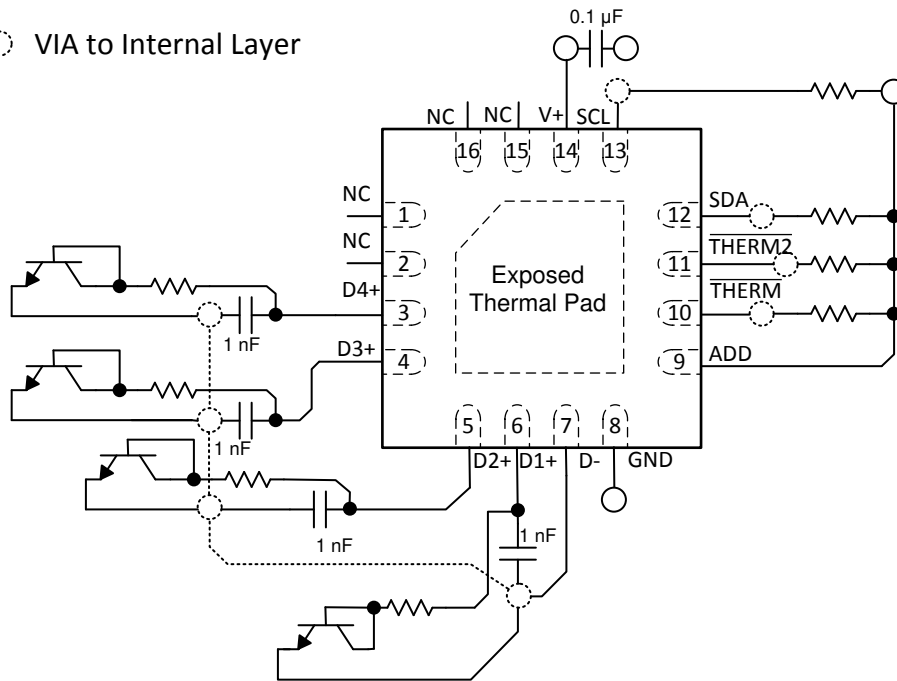 VIA to Internal Layer
0.1 µF
NC
NC
V+
SCL
16
15
14
13
NC
1
12
SDA
NC
2
11
THERM2
D4+
3
10
THERM
Exposed
Thermal Pad
1 nF
D3+
4
9
ADD
1 nF
5
6
7
8
D2+
D1+
D-
GND
1 nF
1 nF